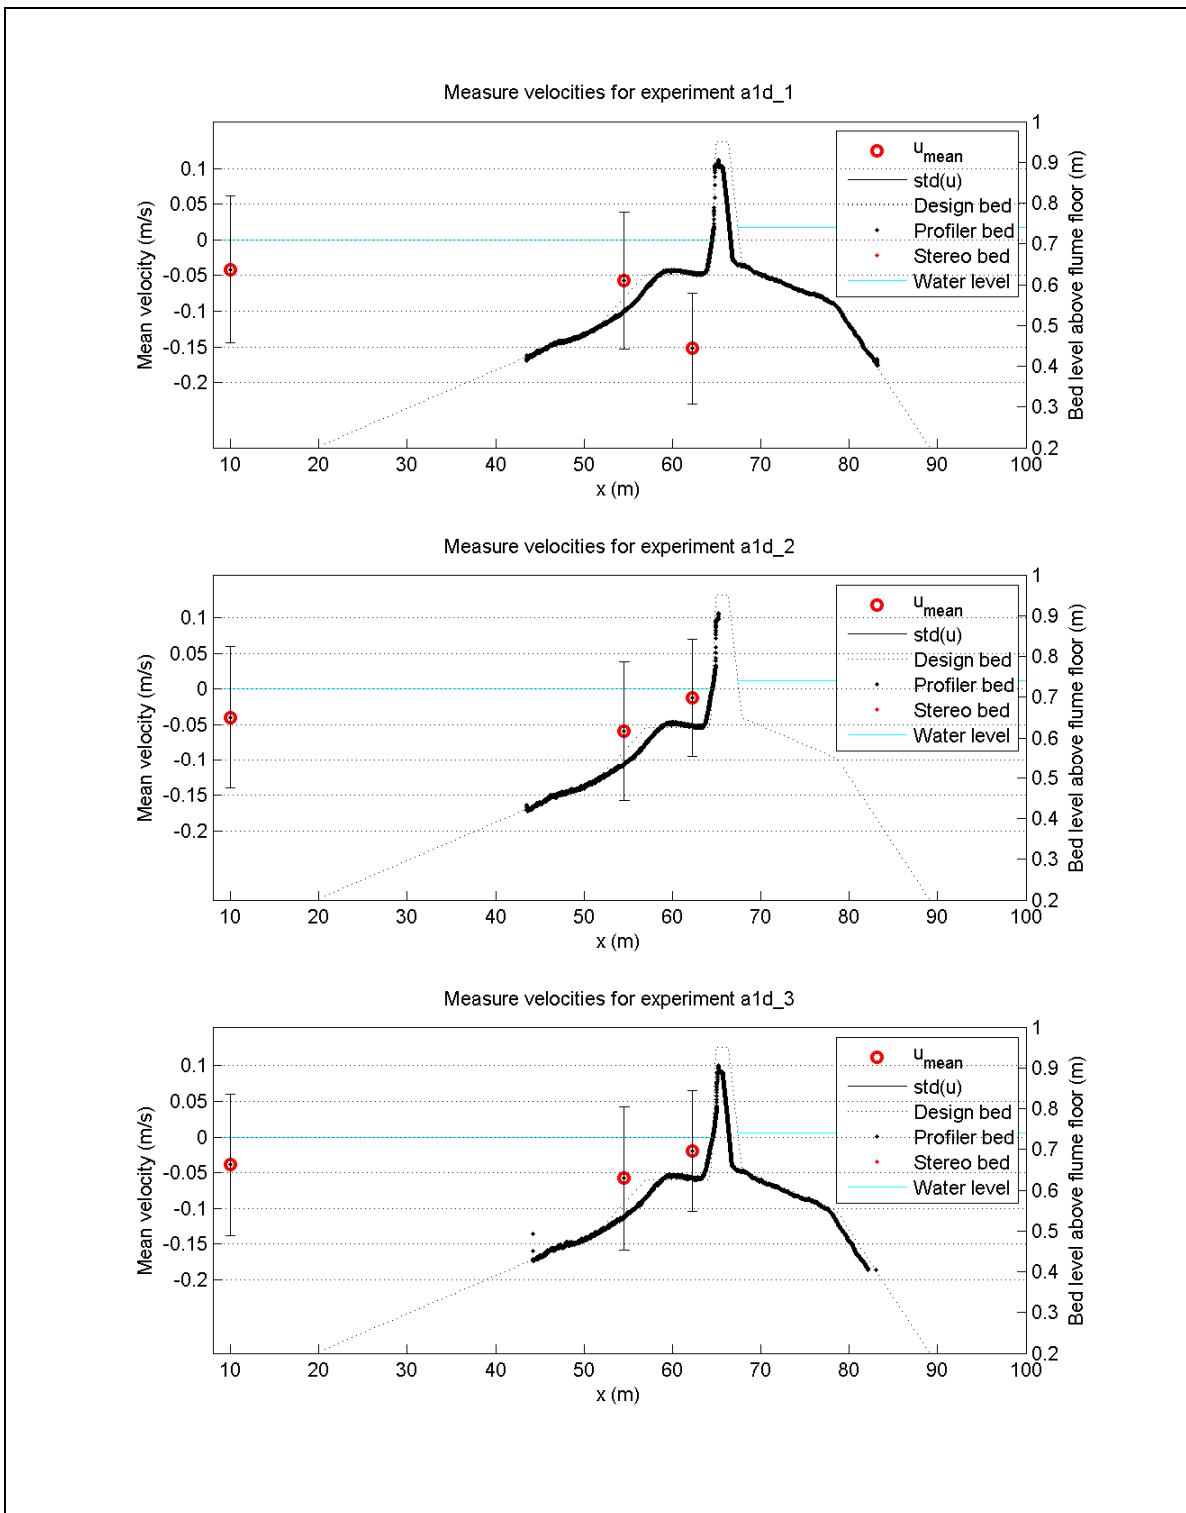 Measure velocities for experiment a1d_1
Mean velocity (m/s)
0.1
0.05
0
-0.05
-0.1
-0.15
-0.2
1
0.9
0.8
0.7
0.6
0.5
0.4
0.3
0.2
Bed level above flume floor (m)
u_mean
std(u)
Design bed
Profiler bed
Stereo bed
Water level
10 20 30 40 50 60 70 80 90 100
x (m)
Measure velocities for experiment a1d_2
Mean velocity (m/s)
0.1
0.05
0
-0.05
-0.1
-0.15
-0.2
1
0.9
0.8
0.7
0.6
0.5
0.4
0.3
0.2
Bed level above flume floor (m)
u_mean
std(u)
Design bed
Profiler bed
Stereo bed
Water level
10 20 30 40 50 60 70 80 90 100
x (m)
Measure velocities for experiment a1d_3
Mean velocity (m/s)
0.1
0.05
0
-0.05
-0.1
-0.15
-0.2
1
0.9
0.8
0.7
0.6
0.5
0.4
0.3
0.2
Bed level above flume floor (m)
u_mean
std(u)
Design bed
Profiler bed
Stereo bed
Water level
10 20 30 40 50 60 70 80 90 100
x (m)